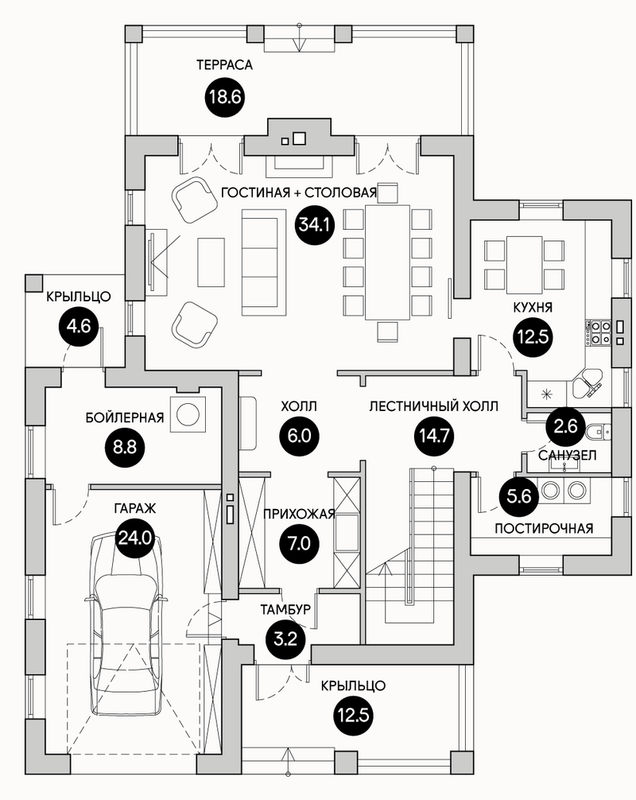 ТЕРРАСА
18.6
ГОСТИНАЯ + СТОЛОВАЯ
34.1
КРЫЛЬЦО
4.6
КУХНЯ
12.5
БОЙЛЕРНАЯ
8.8
ХОЛЛ
6.0
ЛЕСТНИЧНЫЙ ХОЛЛ
14.7
2.6
САНУЗЕЛ
5.6
ПОСТИРОЧНАЯ
ГАРАЖ
24.0
ПРИХОЖАЯ
7.0
ТАМБУР
3.2
КРЫЛЬЦО
12.5